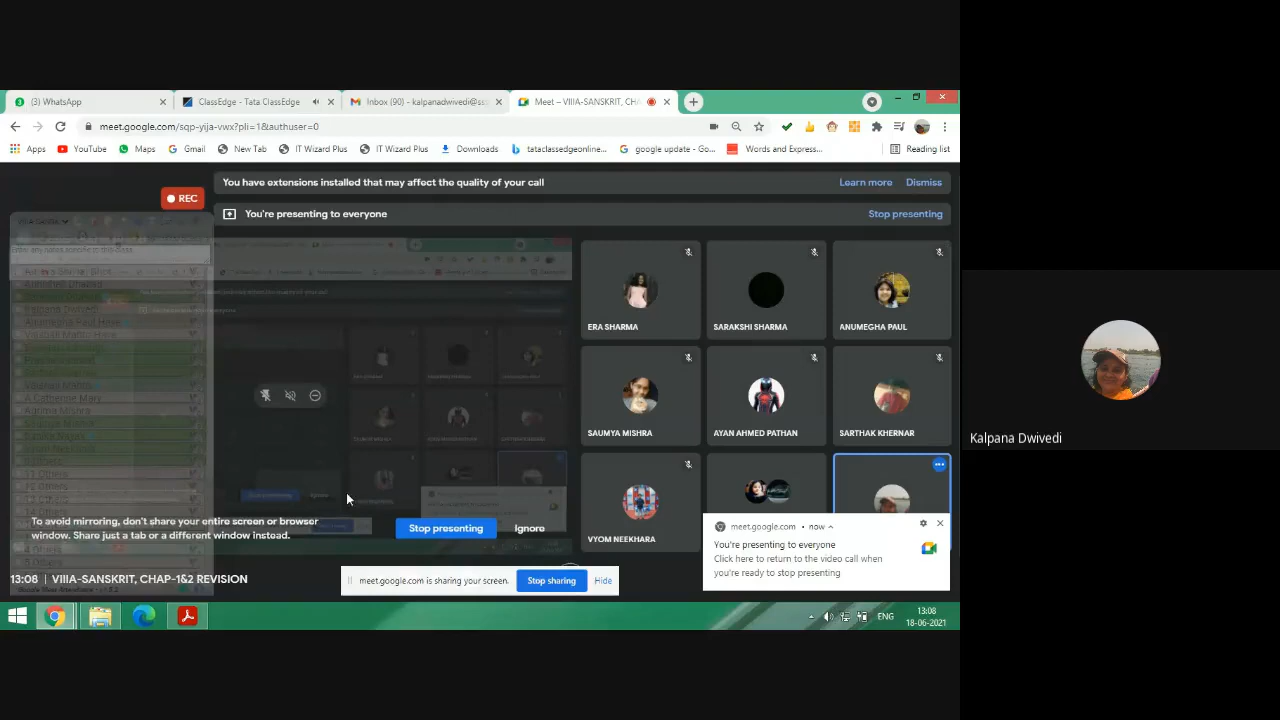 (3) WhatsApp
ClassEdge - Tata ClassEdge
Inbox (90) - kalpanadwivedi@ss
Meet – VIIIA-SANSKRIT, CH
meet.google.com/sqp-yija-vwx?pli=1&authuser=0
Apps
YouTube
Maps
Gmail
New Tab
IT Wizard Plus
IT Wizard Plus
Downloads
tataclassedgeonline...
google update - Go...
Words and Express...
Reading list
You have extensions installed that may affect the quality of your call
Learn more
Dismiss
REC
You're presenting to everyone
Stop presenting
ERA SHARMA
SARAKSHI SHARMA
ANUMEGHA PAUL
SAUMYA MISHRA
AYAN AHMED PATHAN
SARTHAK KHERNAR
VYOM NEEKHARA
Kalpana Dwivedi
meet.google.com • now
You're presenting to everyone
Click here to return to the video call when
you're ready to stop presenting
To avoid mirroring, don't share your entire screen or browser
window. Share just a tab or a different window instead.
Stop presenting
Ignore
13:08 | VIIIA-SANSKRIT, CHAP-1&2 REVISION
meet.google.com is sharing your screen.
Stop sharing
Hide
ENG
13:08
18-06-2021